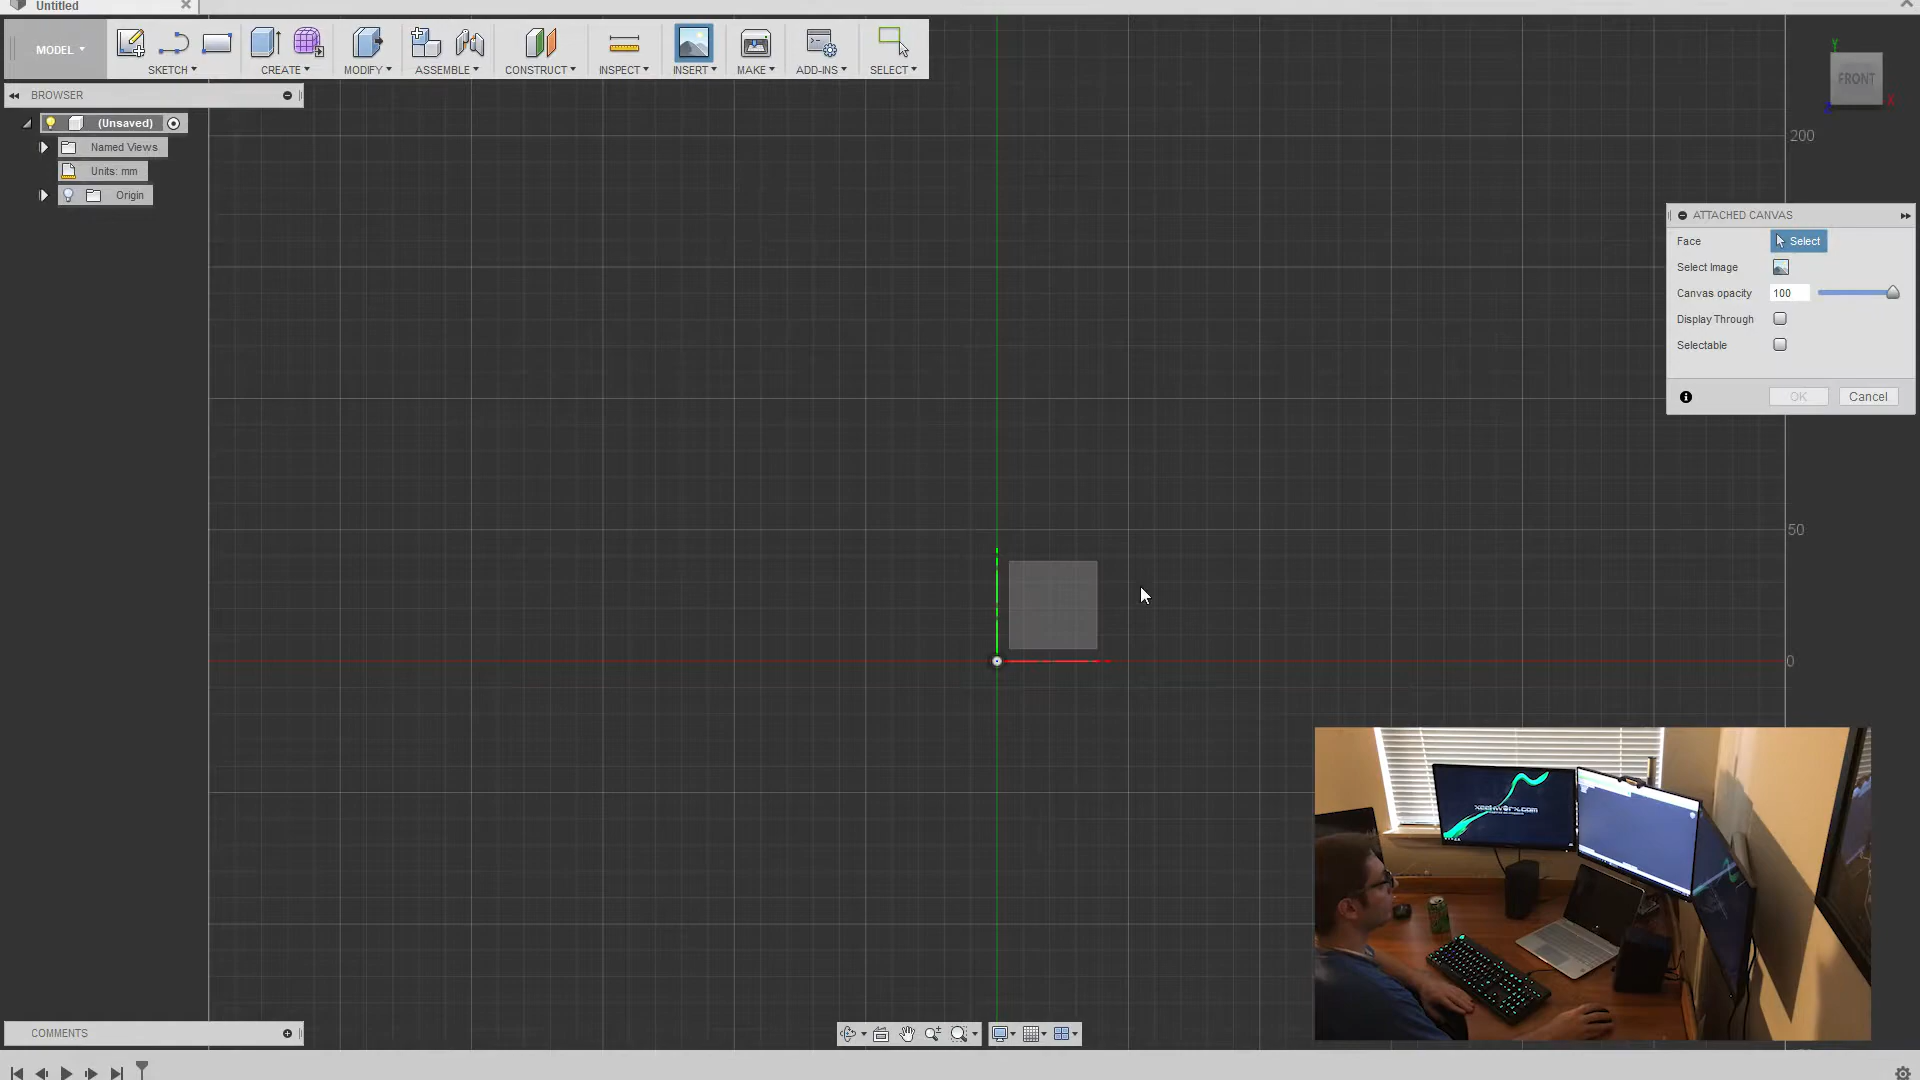 Untitled
MODEL
SKETCH
CREATE
MODIFY
ASSEMBLE
CONSTRUCT
INSPECT
INSERT
MAKE
ADD-INS
SELECT
Y
FRONT
X
Z
BROWSER
(Unsaved)
Named Views
Units: mm
Origin
200
ATTACHED CANVAS
Face
Select
Select Image
Canvas opacity
100
Display Through
Selectable
OK
Cancel
50
0
COMMENTS